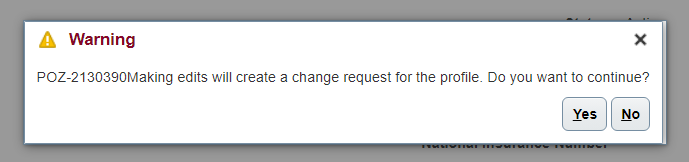 Warning
POZ-2130390Making edits will create a change request for the profile. Do you want to continue?
Yes No